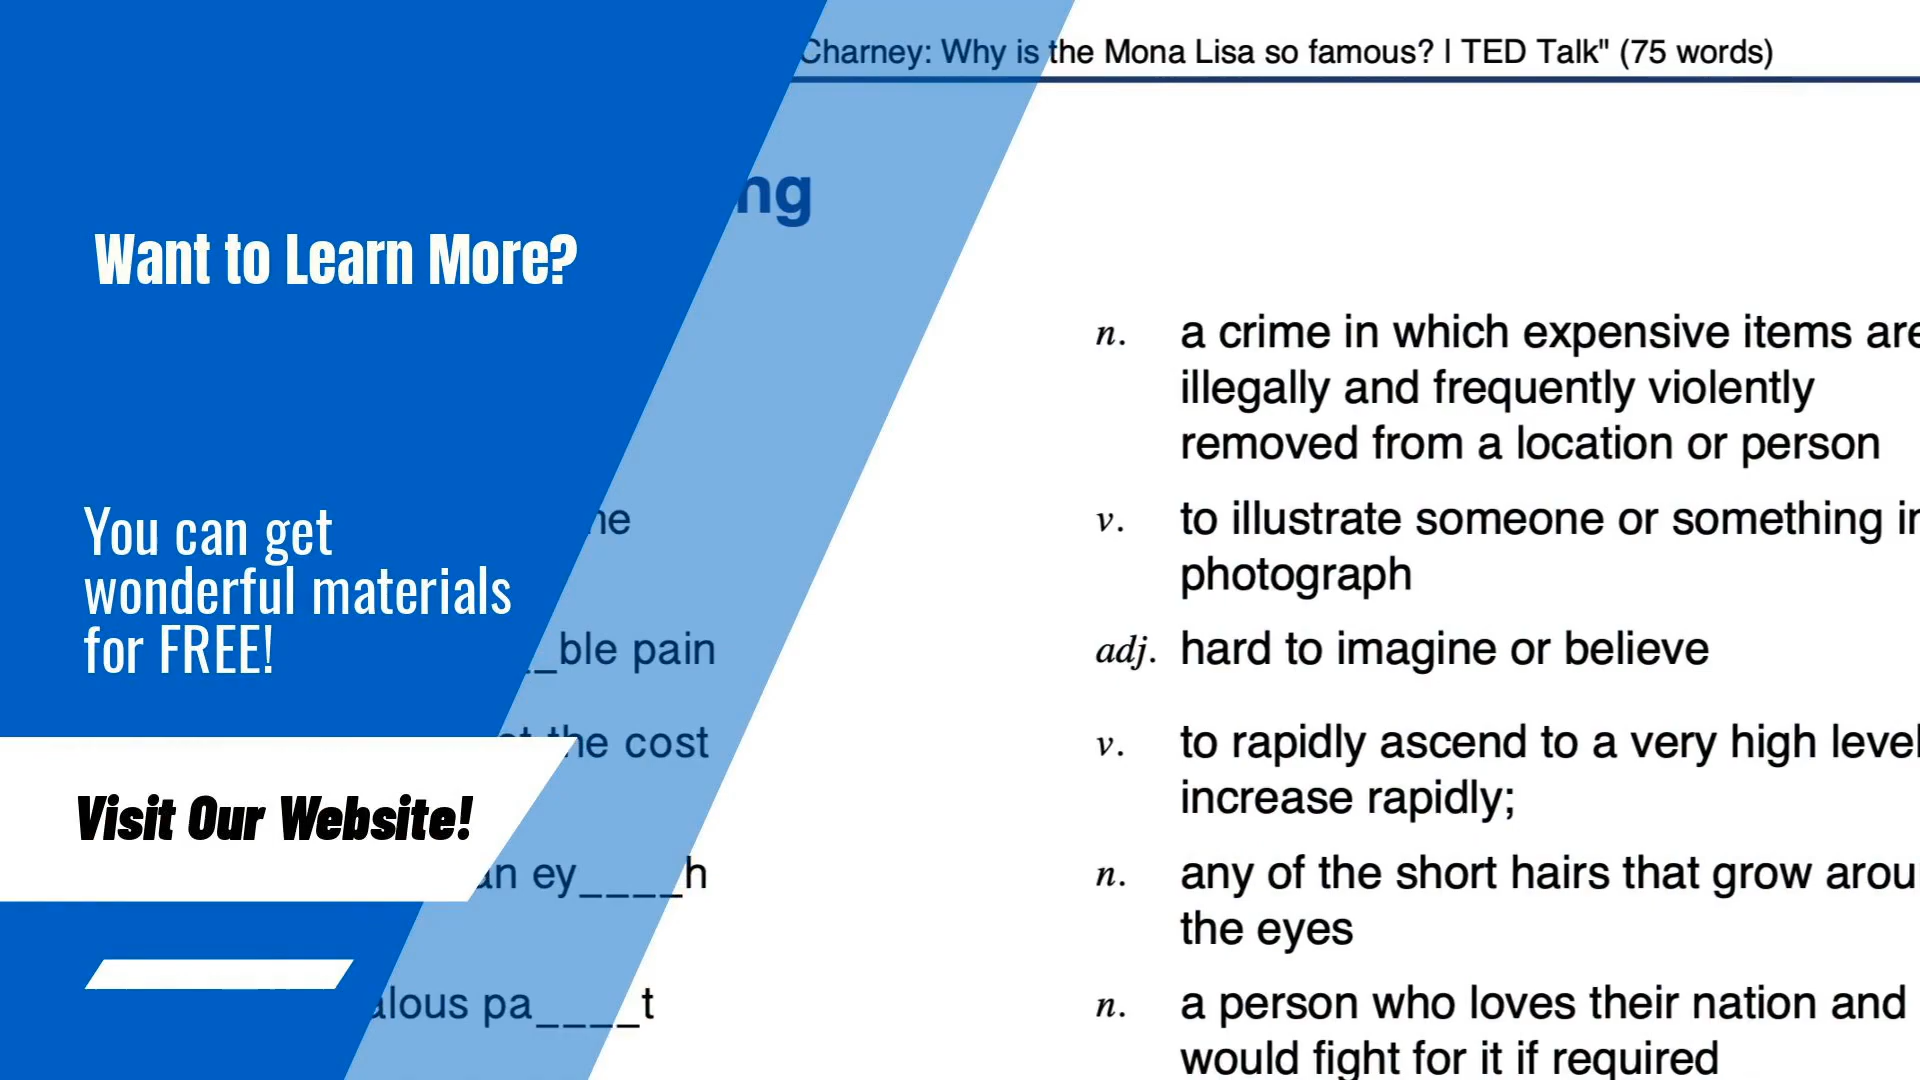 Charney: Why is the Mona Lisa so famous? | TED Talk" (75 words)
ng
Want to Learn More?
You can get
wonderful materials
for FREE!
Visit Our Website!
n. a crime in which expensive items are
illegally and frequently violently
removed from a location or person
ne
v. to illustrate someone or something in
photograph
_ble pain
adj. hard to imagine or believe
the cost
v. to rapidly ascend to a very high level
increase rapidly;
an ey____h
n. any of the short hairs that grow arou
the eyes
alous pa____t
n. a person who loves their nation and
would fight for it if required